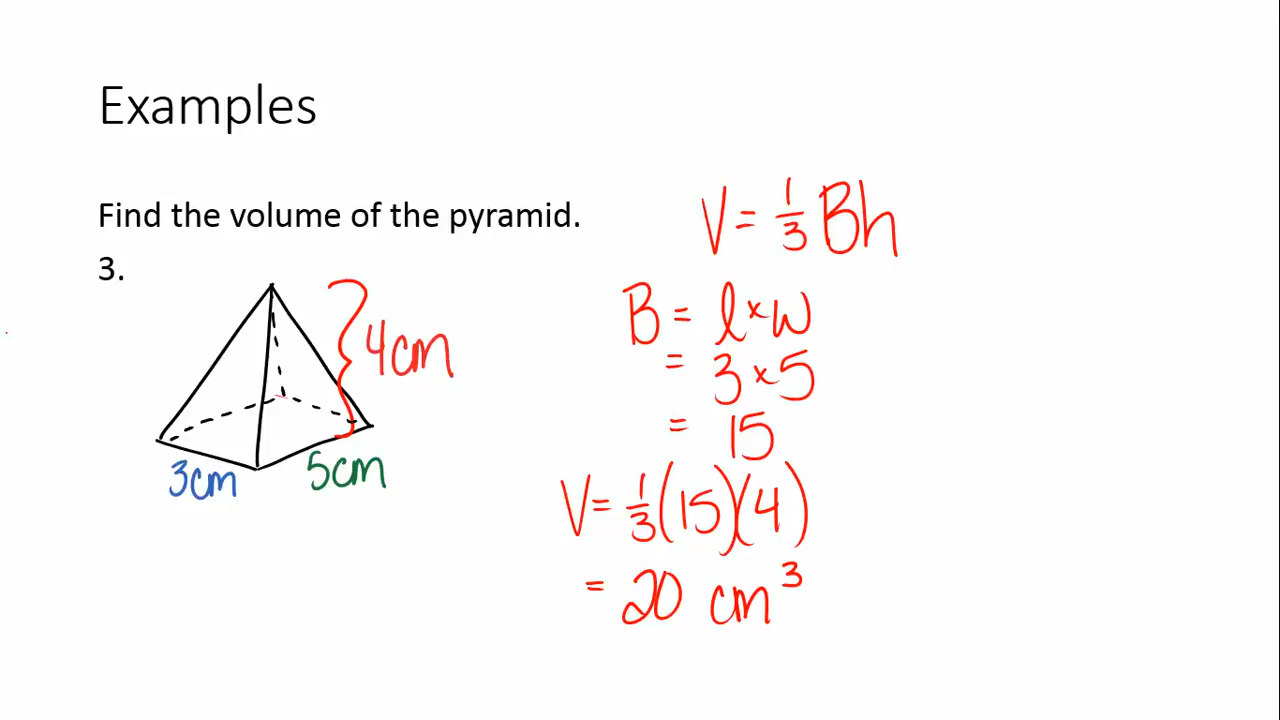 Examples
Find the volume of the pyramid.
3.
4cm
3cm
5cm
V = 1/3 Bh
B = l × w
= 3 × 5
= 15
V = 1/3 (15)(4)
= 20 cm³